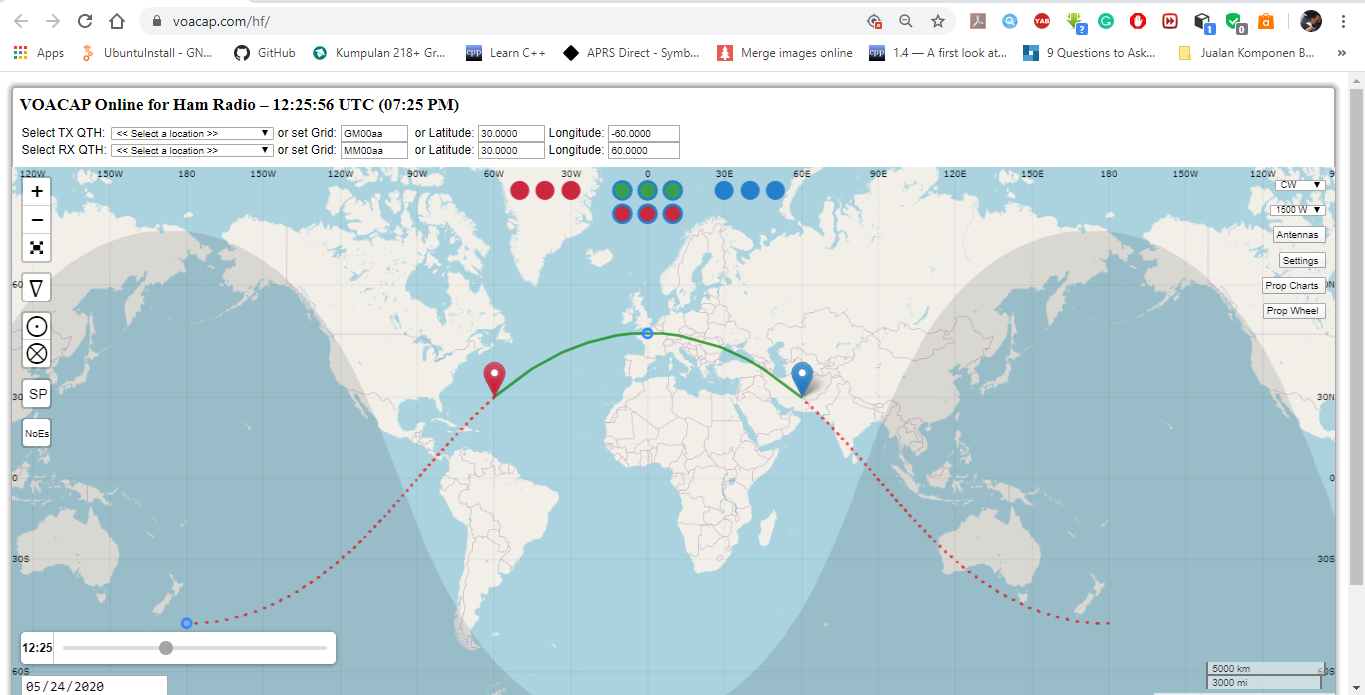 voacap.com/hf/
Apps UbuntuInstall - GN... GitHub Kumpulan 218+ Gr... Learn C++ APRS Direct - Symb... Merge images online 1.4 — A first look at... 9 Questions to Ask... Jualan Komponen B... »
VOACAP Online for Ham Radio – 12:25:56 UTC (07:25 PM)
Select TX QTH: << Select a location >> or set Grid: GM00aa or Latitude: 30.0000 Longitude: -60.0000
Select RX QTH: << Select a location >> or set Grid: MM00aa or Latitude: 30.0000 Longitude: 60.0000
120W 150W 180 150W 120W 90W 60W 30W 0 30E 60E 90E 120E 150E 180 150W 120W 9
CW
+
1500 W
−
Antennas
Settings
60 Prop Charts 0N
Prop Wheel
SP
30 30N
NoEs
0 0
30S 30S
12:25
60S 5000 km 60S
3000 mi
05/24/2020